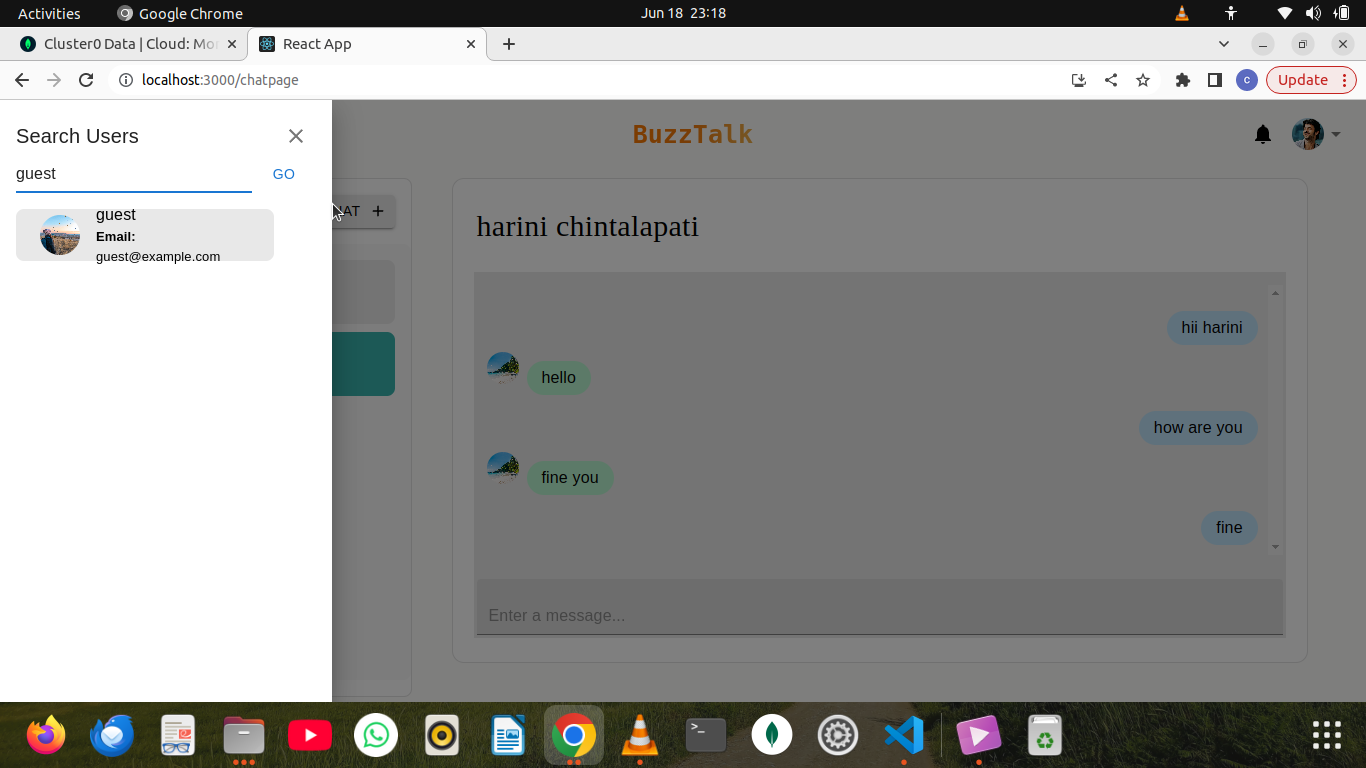 Activities
Google Chrome
Jun 18 23:18
Cluster0 Data | Cloud: Mo
React App
localhost:3000/chatpage
c
Update
Search Users
guest
GO
guest
Email:
guest@example.com
HAT
BuzzTalk
harini chintalapati
hii harini
hello
how are you
fine you
fine
Enter a message...
>_